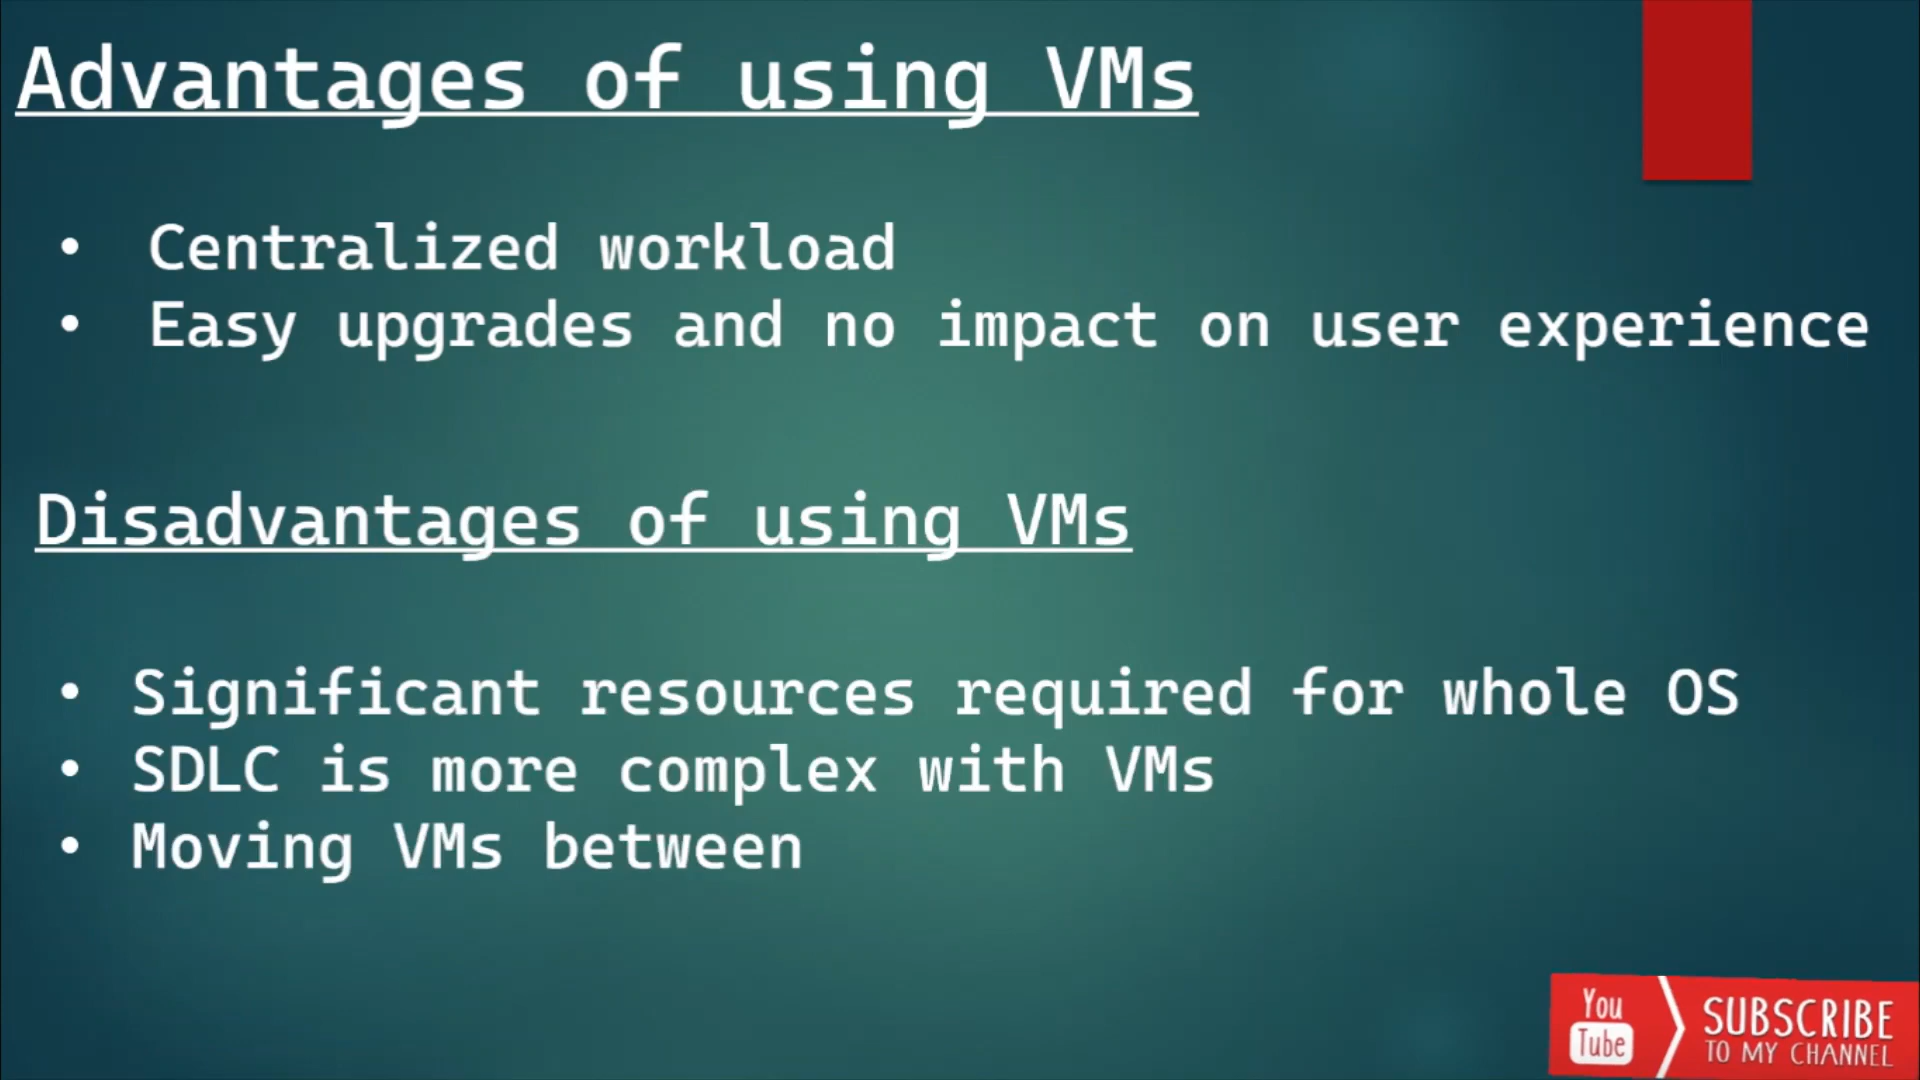 Advantages of using VMs
• Centralized workload
• Easy upgrades and no impact on user experience
Disadvantages of using VMs
• Significant resources required for whole OS
• SDLC is more complex with VMs
• Moving VMs between
You
Tube
SUBSCRIBE
TO MY CHANNEL